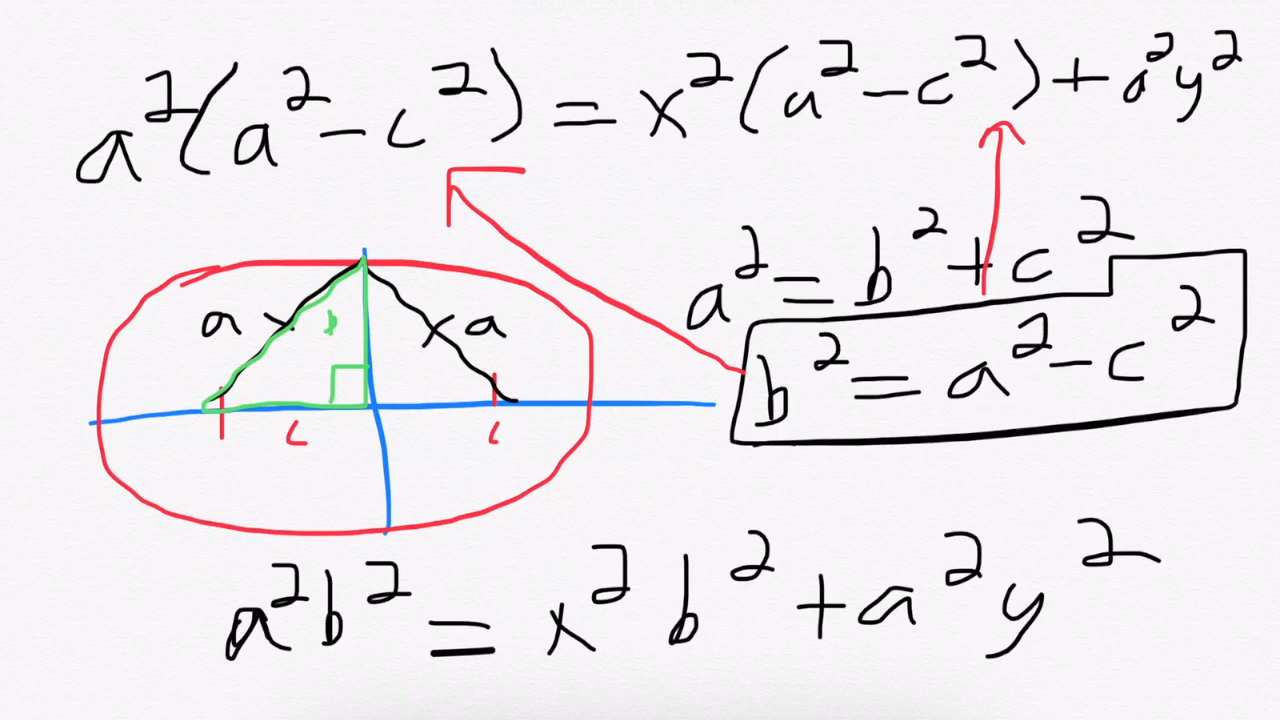 a²(a²-c²) = x²(a²-c²) + a²y²
a² = b² + c²
a b a
b² = a² - c²
c c
a²b² = x²b² + a²y²